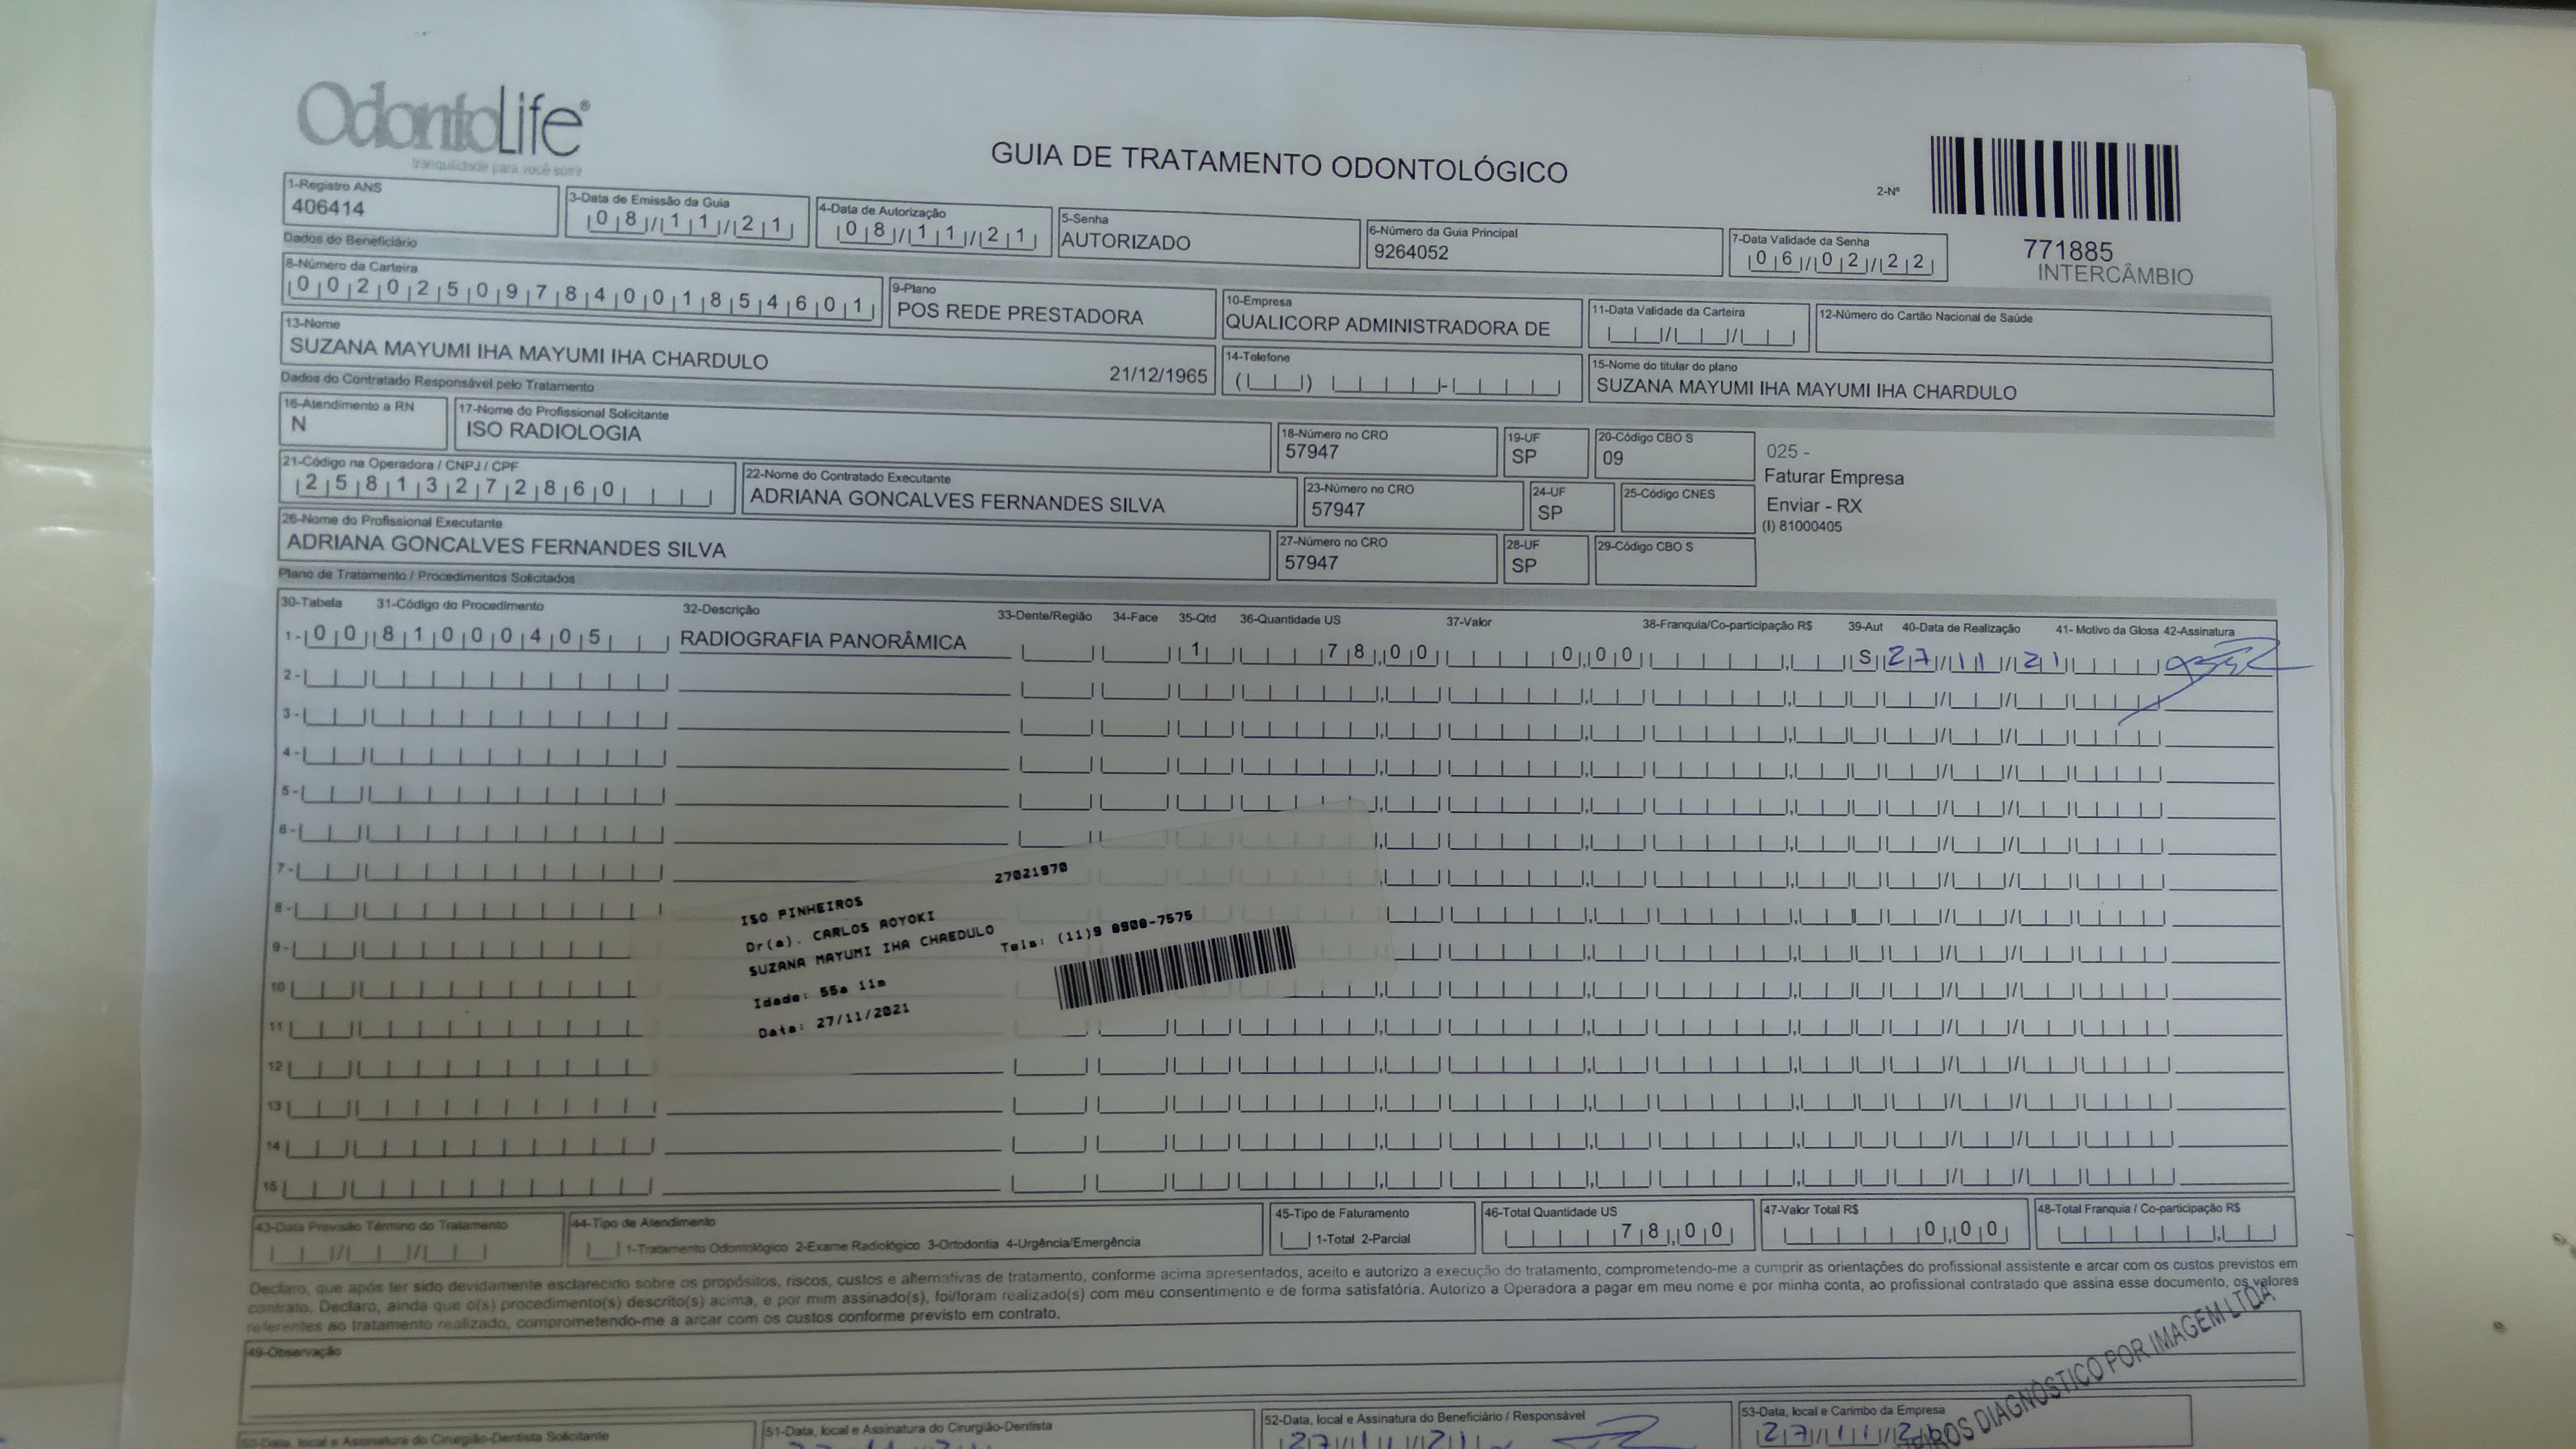 OdontoLife®
tranquilidade para você sorrir
GUIA DE TRATAMENTO ODONTOLÓGICO
2-Nº
771885
INTERCÂMBIO
1-Registro ANS
406414
3-Data de Emissão da Guia
08/11/21
4-Data de Autorização
08/11/21
5-Senha
AUTORIZADO
6-Número da Guia Principal
9264052
7-Data Validade da Senha
06/02/22
Dados do Beneficiário
8-Número da Carteira
00202509784001854601
9-Plano
POS REDE PRESTADORA
10-Empresa
QUALICORP ADMINISTRADORA DE
11-Data Validade da Carteira
12-Número do Cartão Nacional de Saúde
13-Nome
SUZANA MAYUMI IHA MAYUMI IHA CHARDULO 21/12/1965
14-Telefone
15-Nome do titular do plano
SUZANA MAYUMI IHA MAYUMI IHA CHARDULO
Dados do Contratado Responsável pelo Tratamento
16-Atendimento a RN
N
17-Nome do Profissional Solicitante
ISO RADIOLOGIA
18-Número no CRO
57947
19-UF
SP
20-Código CBO S
09
025 -
Faturar Empresa
Enviar - RX
(I) 81000405
21-Código na Operadora / CNPJ / CPF
25813272860
22-Nome do Contratado Executante
ADRIANA GONCALVES FERNANDES SILVA
23-Número no CRO
57947
24-UF
SP
25-Código CNES
26-Nome do Profissional Executante
ADRIANA GONCALVES FERNANDES SILVA
27-Número no CRO
57947
28-UF
SP
29-Código CBO S
Plano de Tratamento / Procedimentos Solicitados
30-Tabela 31-Código do Procedimento 32-Descrição 33-Dente/Região 34-Face 35-Qtd 36-Quantidade US 37-Valor 38-Franquia/Co-participação R$ 39-Aut 40-Data de Realização 41- Motivo da Glosa 42-Assinatura
1- 00 81000405 RADIOGRAFIA PANORÂMICA 1 78,00 0,00 S 27/11/21
2-
3-
4-
5-
6-
7-
8-
9-
10
11
12
13
14
15
27021970
ISO PINHEIROS
Dr(a). CARLOS AOYOKI
SUZANA MAYUMI IHA CHAEDULO Tels: (11)9 8900-7575
Idade: 55a 11m
Data: 27/11/2021
43-Data Previsão Término do Tratamento
44-Tipo de Atendimento
1-Tratamento Odontológico 2-Exame Radiológico 3-Ortodontia 4-Urgência/Emergência
45-Tipo de Faturamento
1-Total 2-Parcial
46-Total Quantidade US
78,00
47-Valor Total R$
0,00
48-Total Franquia / Co-participação R$
Declaro, que após ter sido devidamente esclarecido sobre os propósitos, riscos, custos e alternativas de tratamento, conforme acima apresentados, aceito e autorizo a execução do tratamento, comprometendo-me a cumprir as orientações do profissional assistente e arcar com os custos previstos em
contrato. Declaro, ainda que o(s) procedimento(s) descrito(s) acima, e por mim assinado(s), foi/foram realizado(s) com meu consentimento e de forma satisfatória. Autorizo a Operadora a pagar em meu nome e por minha conta, ao profissional contratado que assina esse documento, os valores
referentes ao tratamento realizado, comprometendo-me a arcar com os custos conforme previsto em contrato.
49-Observação
50-Data, local e Assinatura do Cirurgião-Dentista Solicitante
51-Data, local e Assinatura do Cirurgião-Dentista
52-Data, local e Assinatura do Beneficiário / Responsável
27/11/21
53-Data, local e Carimbo da Empresa
27/11/21
DIAGNÓSTICO POR IMAGEM LTDA